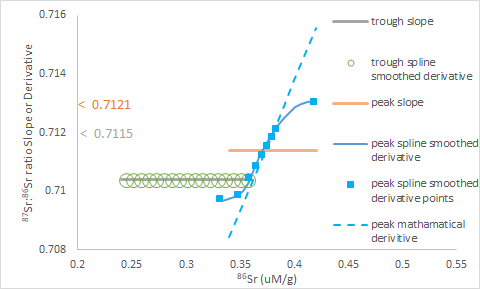 0.716
0.714
0.712
0.71
0.708
⁸⁷Sr:⁸⁶Sr ratio Slope or Derivative
< 0.7121
< 0.7115
0.2
0.25
0.3
0.35
0.4
0.45
0.5
0.55
⁸⁶Sr (uM/g)
trough slope
trough spline
smoothed derivative
peak slope
peak spline smoothed
derivative
peak spline smoothed
derivative points
peak mathamatical
derivitive